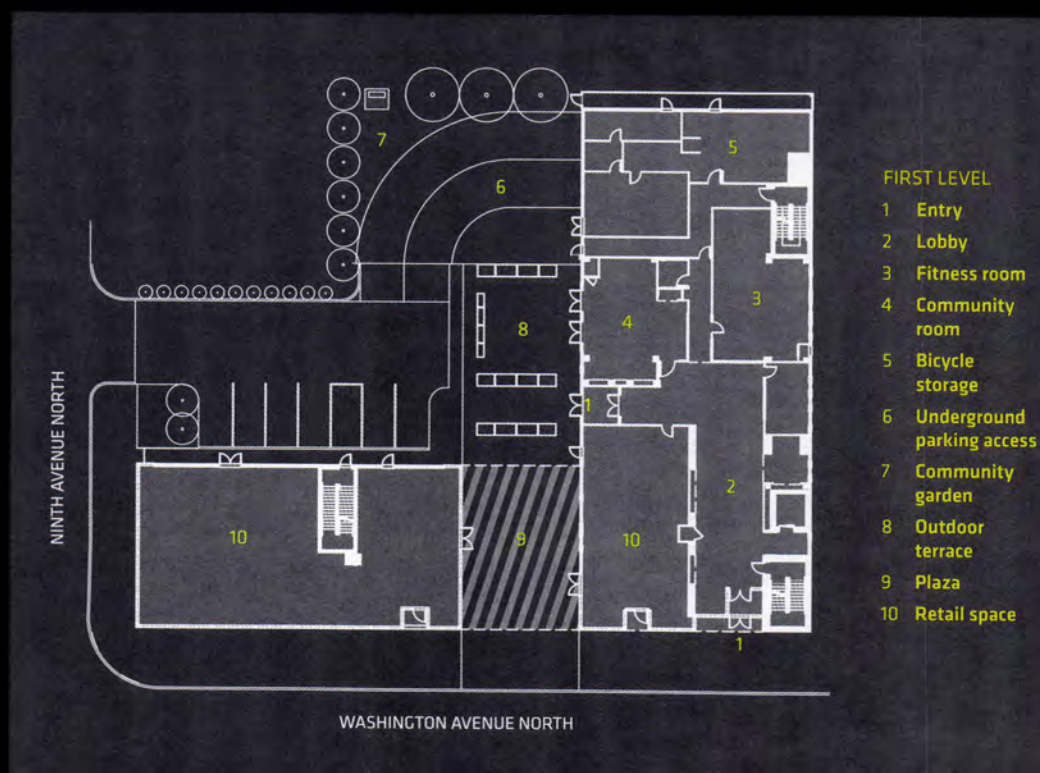 7
5
6
3
8
4
1
2
10
9
10
1
NINTH AVENUE NORTH
WASHINGTON AVENUE NORTH
FIRST LEVEL
1 Entry
2 Lobby
3 Fitness room
4 Community
room
5 Bicycle
storage
6 Underground
parking access
7 Community
garden
8 Outdoor
terrace
9 Plaza
10 Retail space